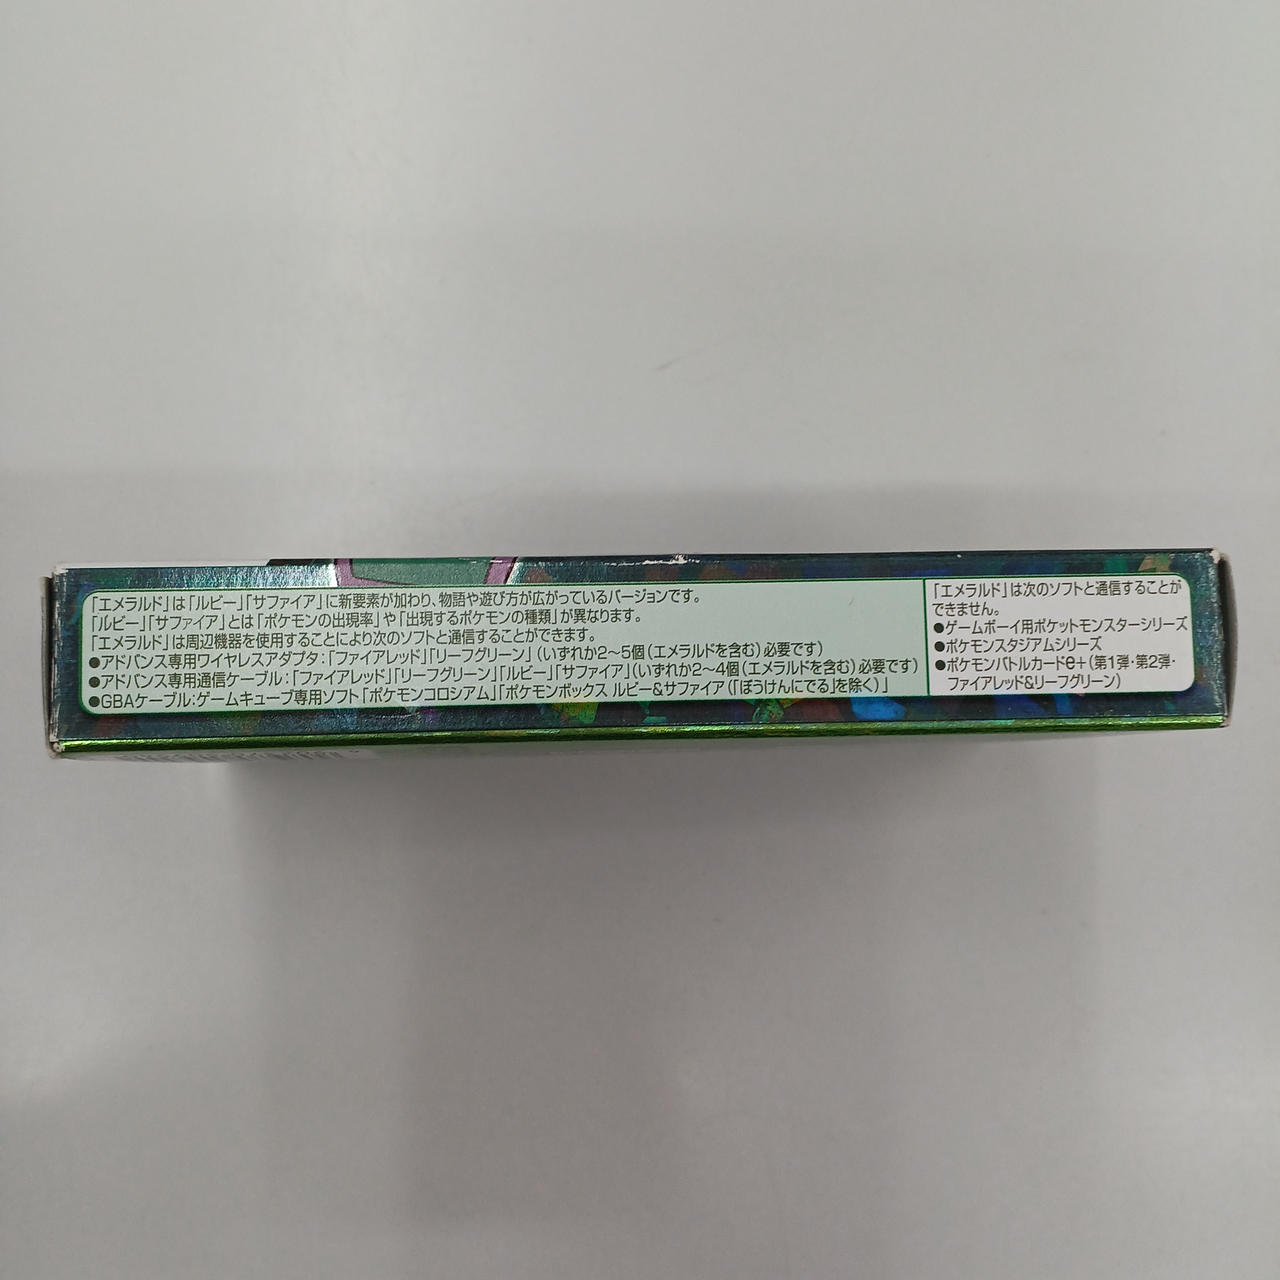 「エメラルド」は「ルビー」「サファイア」に新要素が加わり、物語や遊び方が広がっているバージョンです。
「ルビー」「サファイア」とは「ポケモンの出現率」や「出現するポケモンの種類」が異なります。
「エメラルド」は周辺機器を使用することにより次のソフトと通信することができます。
●アドバンス専用ワイヤレスアダプタ:「ファイアレッド」「リーフグリーン」(いずれか2〜5個(エメラルドを含む)必要です)
●アドバンス専用通信ケーブル:「ファイアレッド」「リーフグリーン」「ルビー」「サファイア」(いずれか2〜4個(エメラルドを含む)必要です)
●GBAケーブル:ゲームキューブ専用ソフト「ポケモンコロシアム」「ポケモンボックス ルビー&サファイア(「ぼうけんにでる」を除く)」
「エメラルド」は次のソフトと通信することが
できません。
●ゲームボーイ用ポケットモンスターシリーズ
●ポケモンスタジアムシリーズ
●ポケモンバトルカードe+(第1弾・第2弾・
ファイアレッド&リーフグリーン)